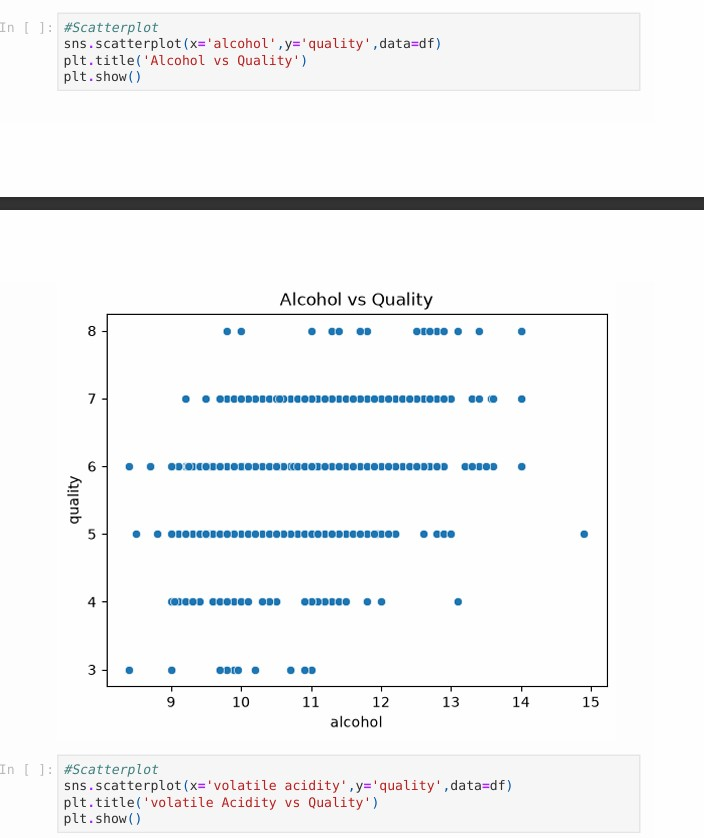 In [ ]: #Scatterplot
sns.scatterplot(x='alcohol',y='quality',data=df)
plt.title('Alcohol vs Quality')
plt.show()
Alcohol vs Quality
8
7
6
5
4
3
quality
9 10 11 12 13 14 15
alcohol
In [ ]: #Scatterplot
sns.scatterplot(x='volatile acidity',y='quality',data=df)
plt.title('volatile Acidity vs Quality')
plt.show()